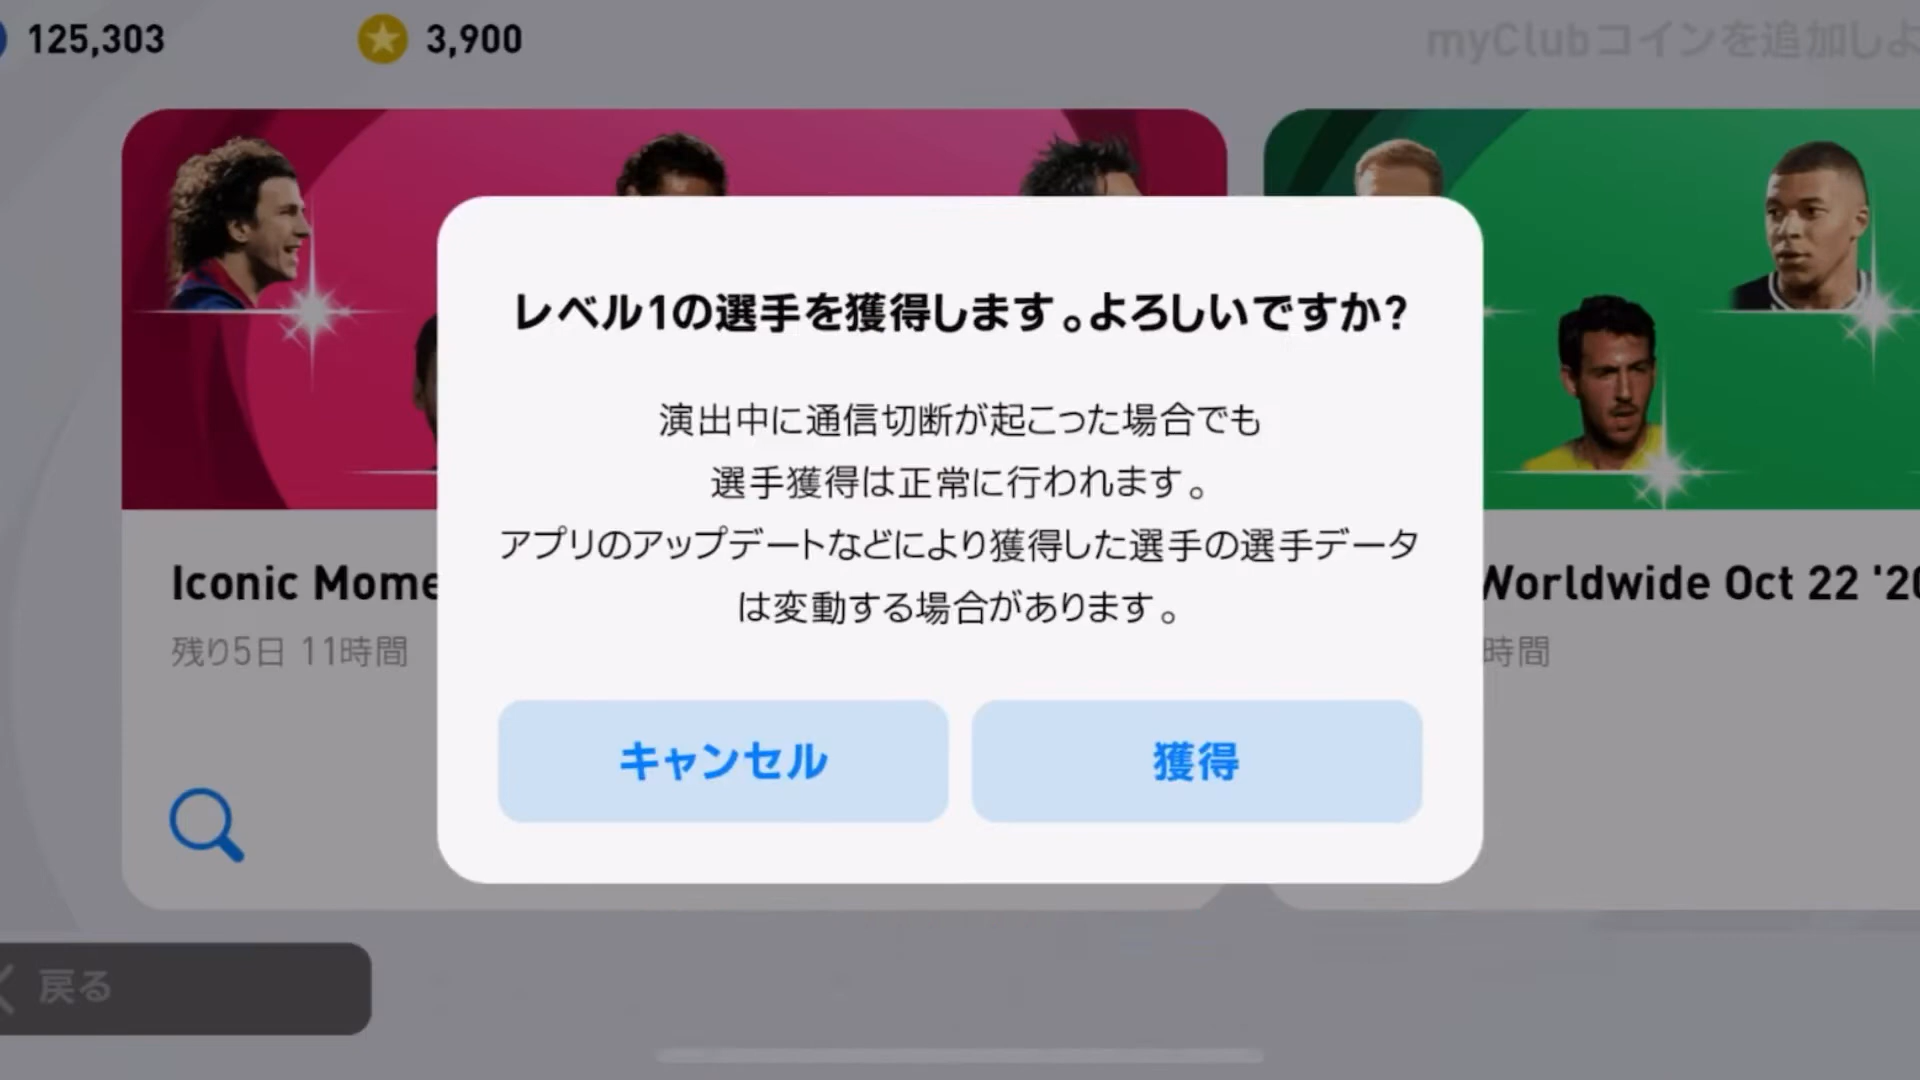 125,303
3,900
myClubコインを追加しよ
レベル1の選手を獲得します。よろしいですか?
演出中に通信切断が起こった場合でも
選手獲得は正常に行われます。
アプリのアップデートなどにより獲得した選手の選手データ
は変動する場合があります。
キャンセル
獲得
Iconic Mome
残り5日 11時間
Worldwide Oct 22 '20
時間
戻る